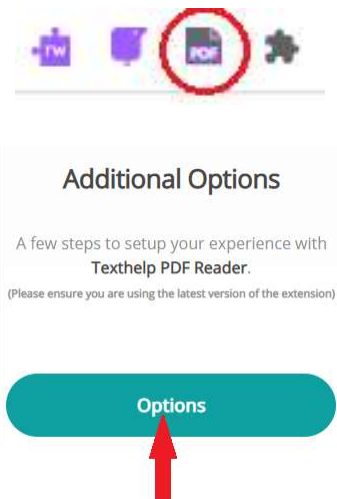 rw
PDF
Additional Options
A few steps to setup your experience with
Texthelp PDF Reader.
(Please ensure you are using the latest version of the extension)
Options